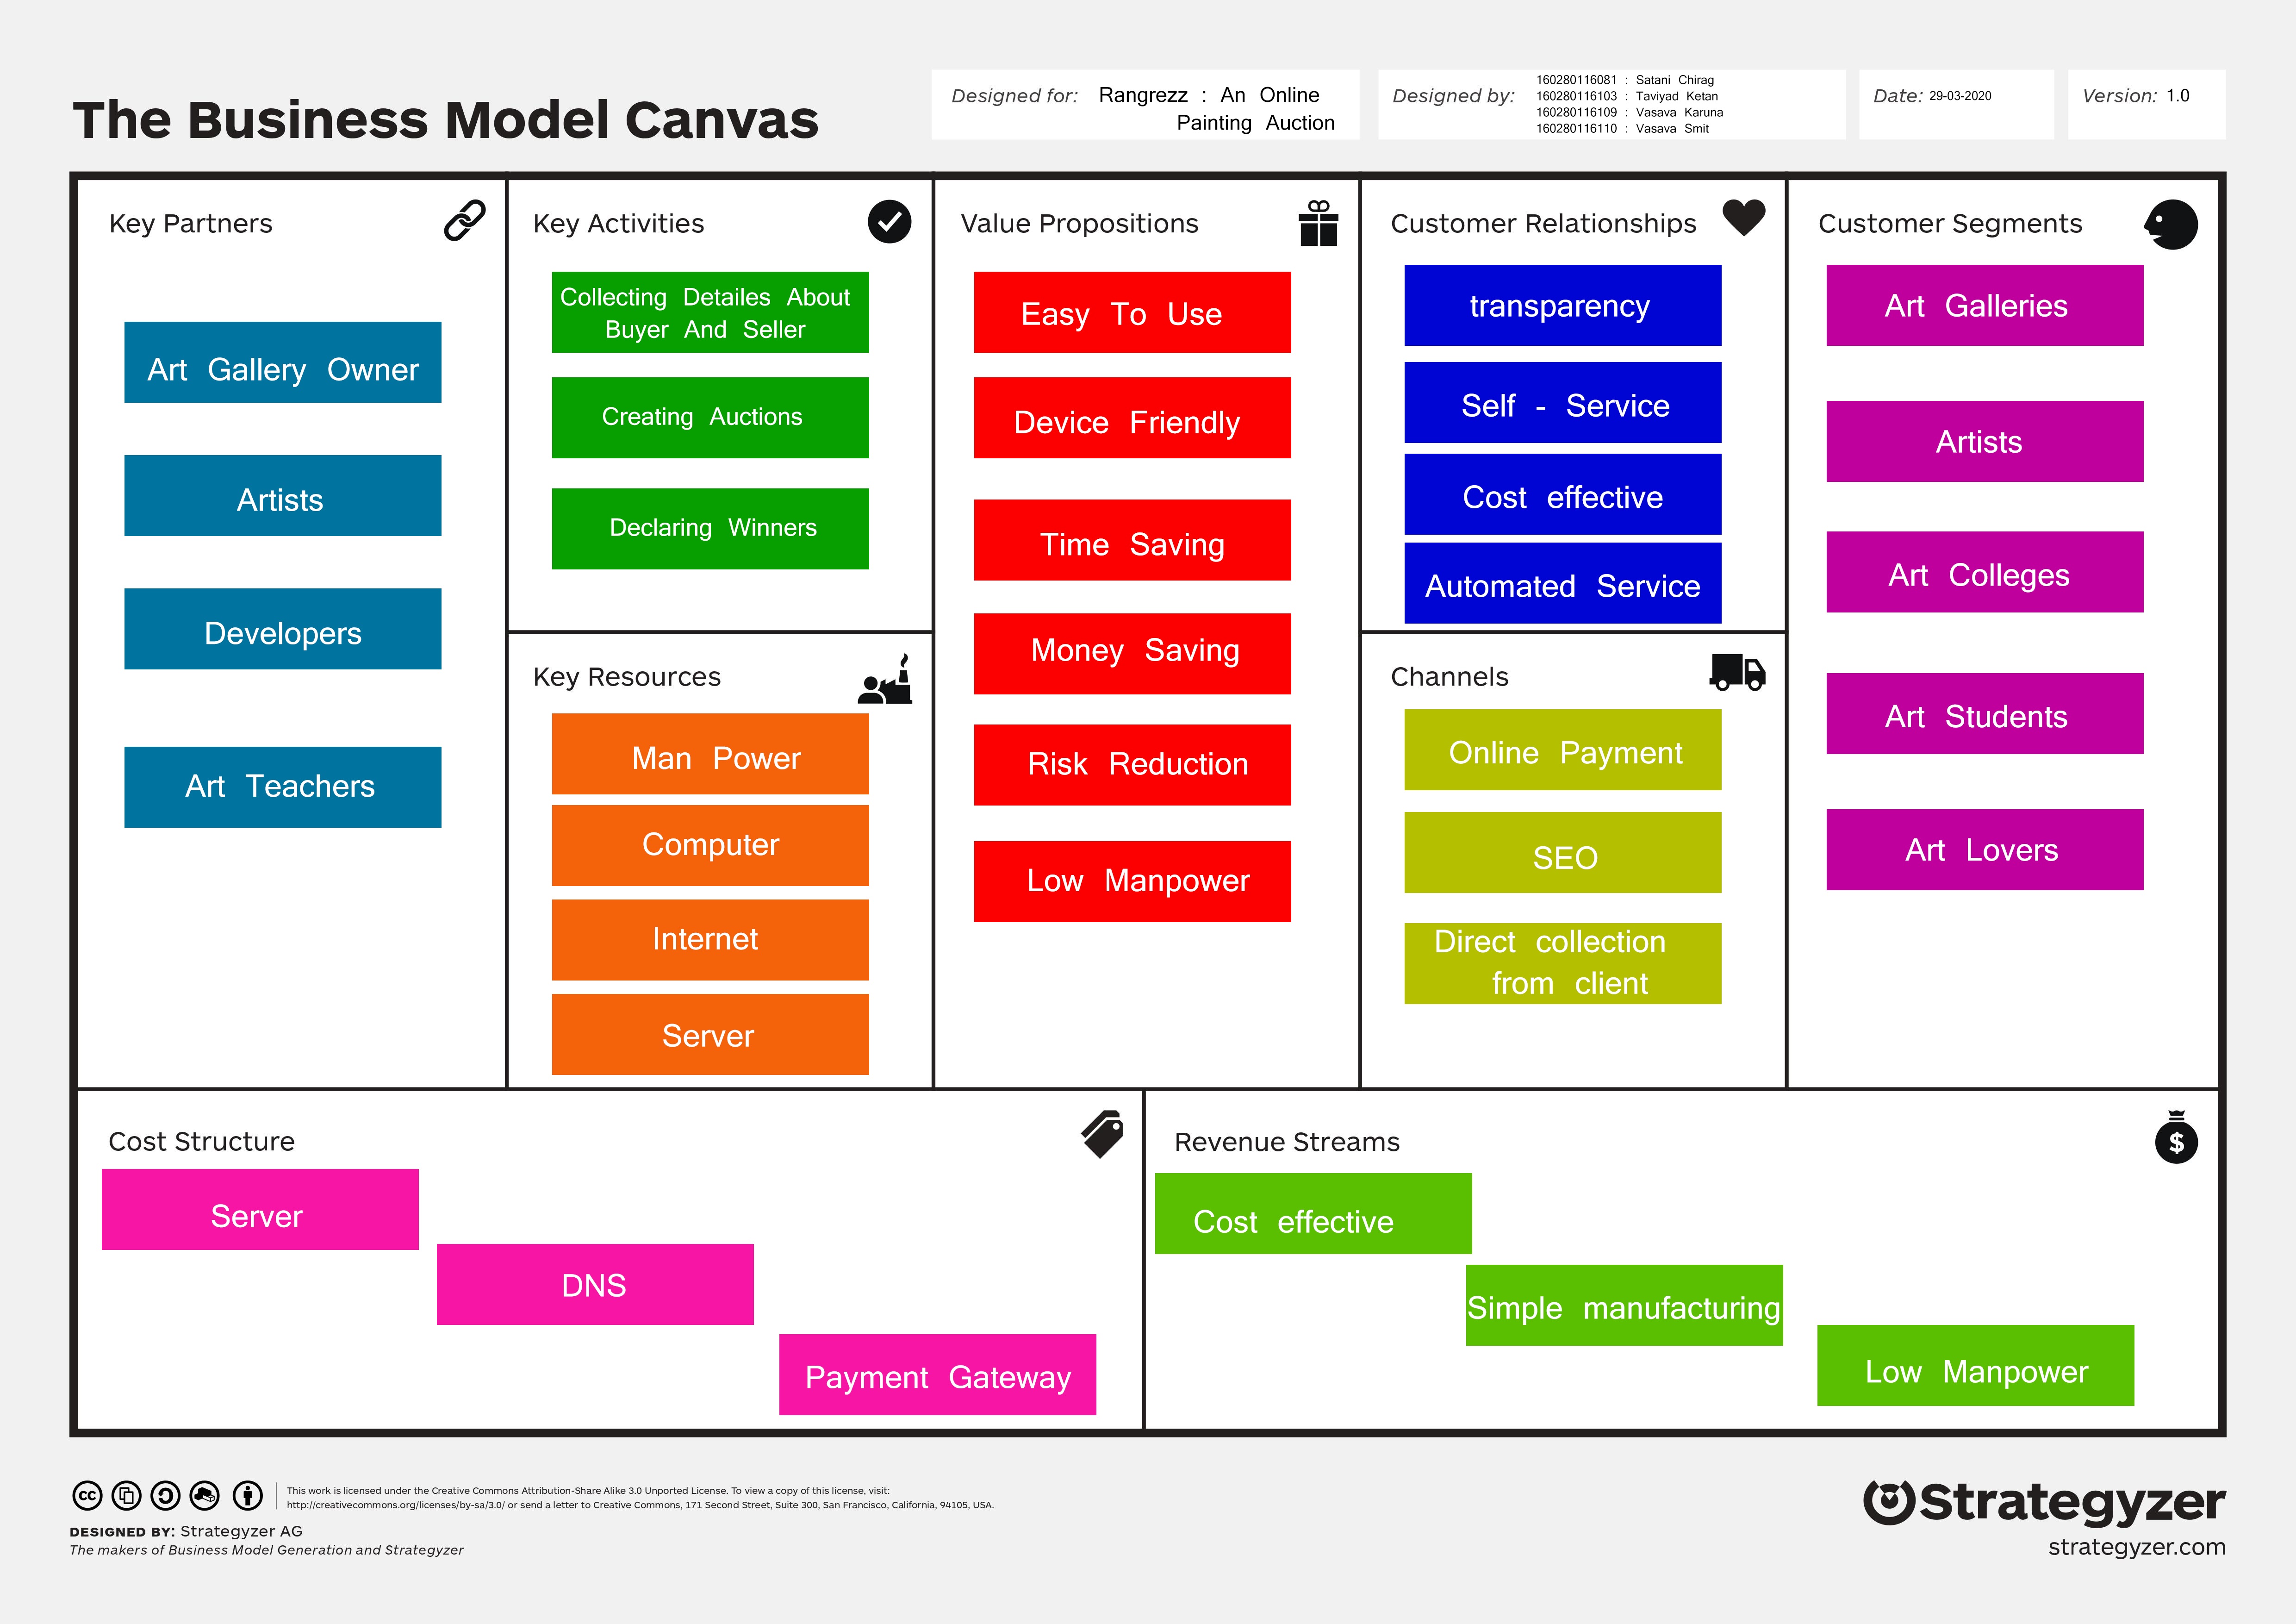 The Business Model Canvas
Designed for: Rangrezz : An Online
Painting Auction
Designed by:
160280116081 : Satani Chirag
160280116103 : Taviyad Ketan
160280116109 : Vasava Karuna
160280116110 : Vasava Smit
Date: 29-03-2020
Version: 1.0
Key Partners
Art Gallery Owner
Artists
Developers
Art Teachers
Key Activities
Collecting Detailes About
Buyer And Seller
Creating Auctions
Declaring Winners
Key Resources
Man Power
Computer
Internet
Server
Value Propositions
Easy To Use
Device Friendly
Time Saving
Money Saving
Risk Reduction
Low Manpower
Customer Relationships
transparency
Self - Service
Cost effective
Automated Service
Channels
Online Payment
SEO
Direct collection
from client
Customer Segments
Art Galleries
Artists
Art Colleges
Art Students
Art Lovers
Cost Structure
Server
DNS
Payment Gateway
Revenue Streams
$
Cost effective
Simple manufacturing
Low Manpower
cc
This work is licensed under the Creative Commons Attribution-Share Alike 3.0 Unported License. To view a copy of this license, visit:
http://creativecommons.org/licenses/by-sa/3.0/ or send a letter to Creative Commons, 171 Second Street, Suite 300, San Francisco, California, 94105, USA.
DESIGNED BY: Strategyzer AG
The makers of Business Model Generation and Strategyzer
Strategyzer
strategyzer.com